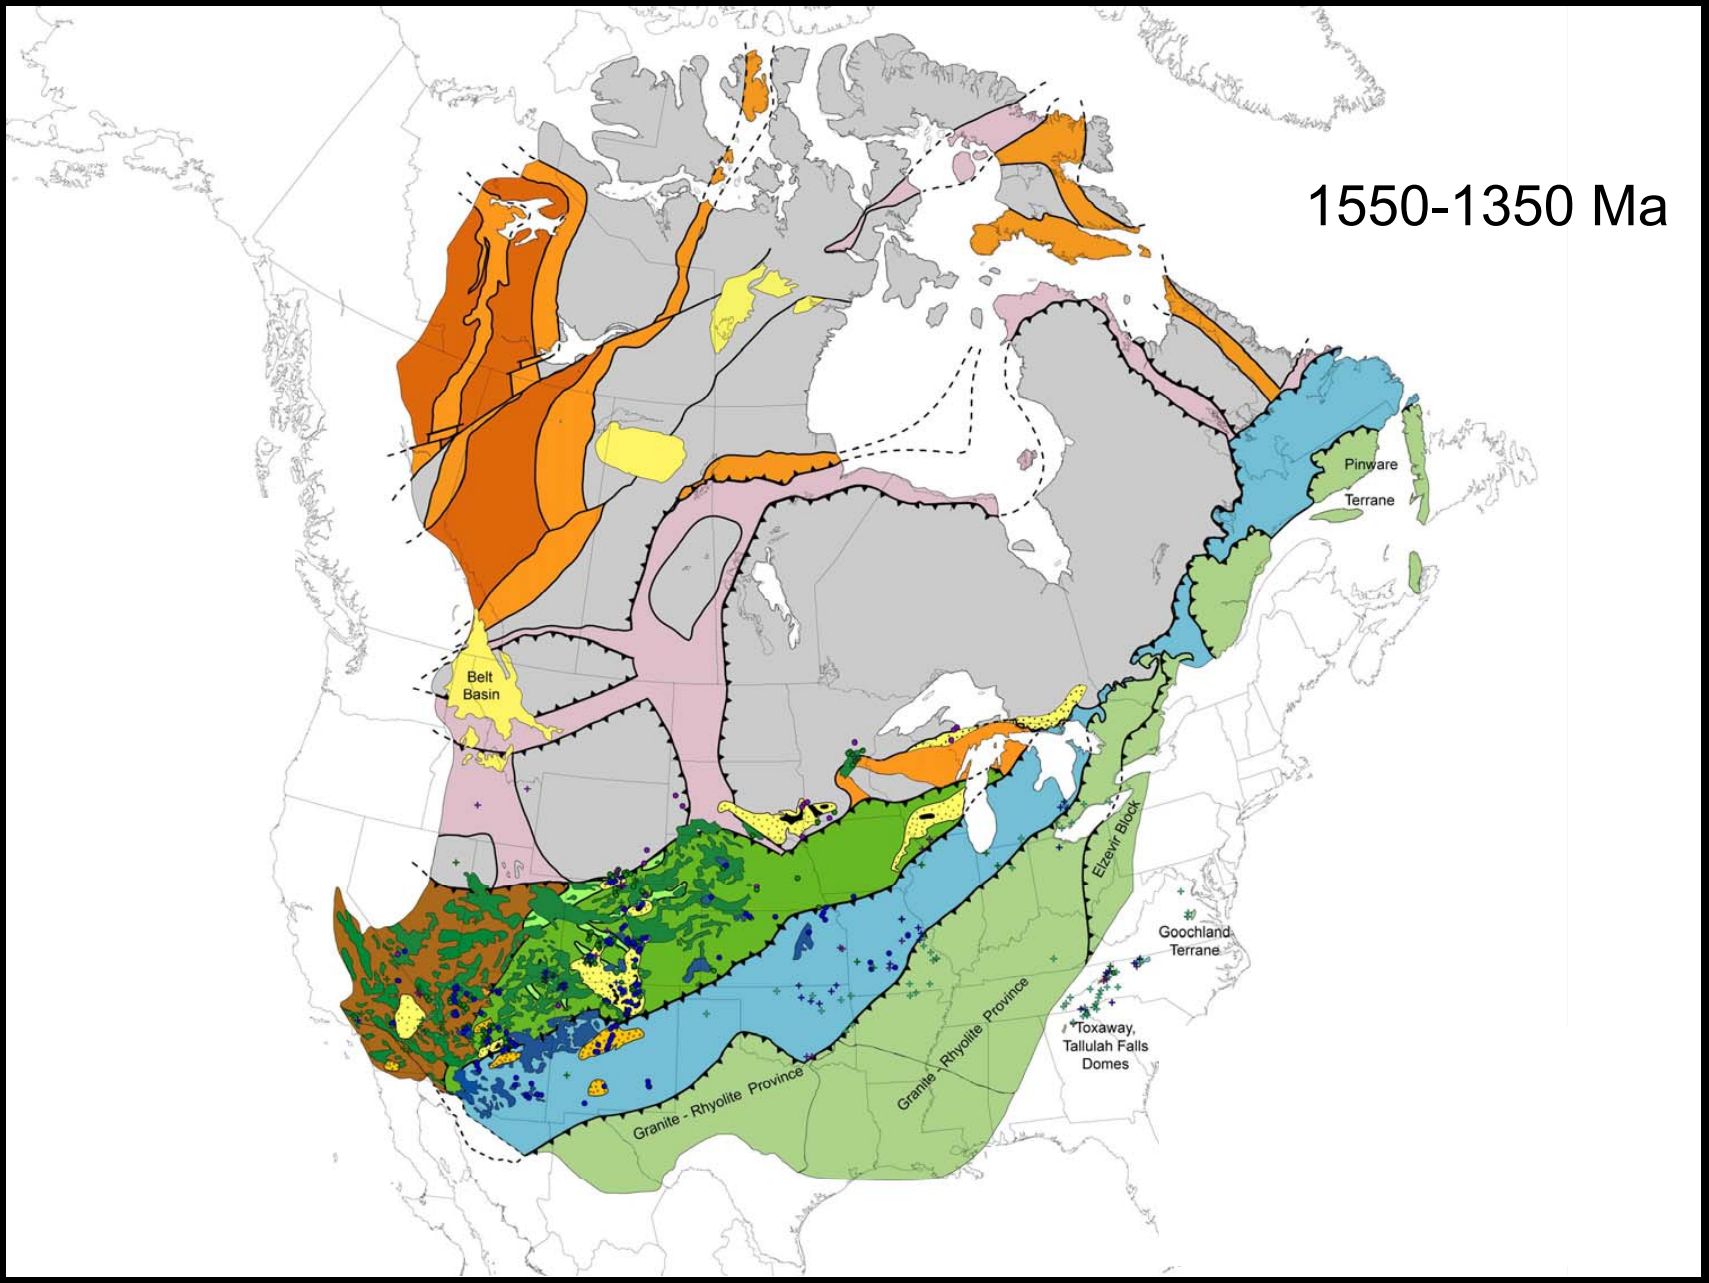 1550-1350 Ma
Pinware
Terrane
Belt
Basin
Elzevir Block
Goochland
Terrane
Granite - Rhyolite Province
Toxaway,
Tallulah Falls
Domes
Granite - Rhyolite Province